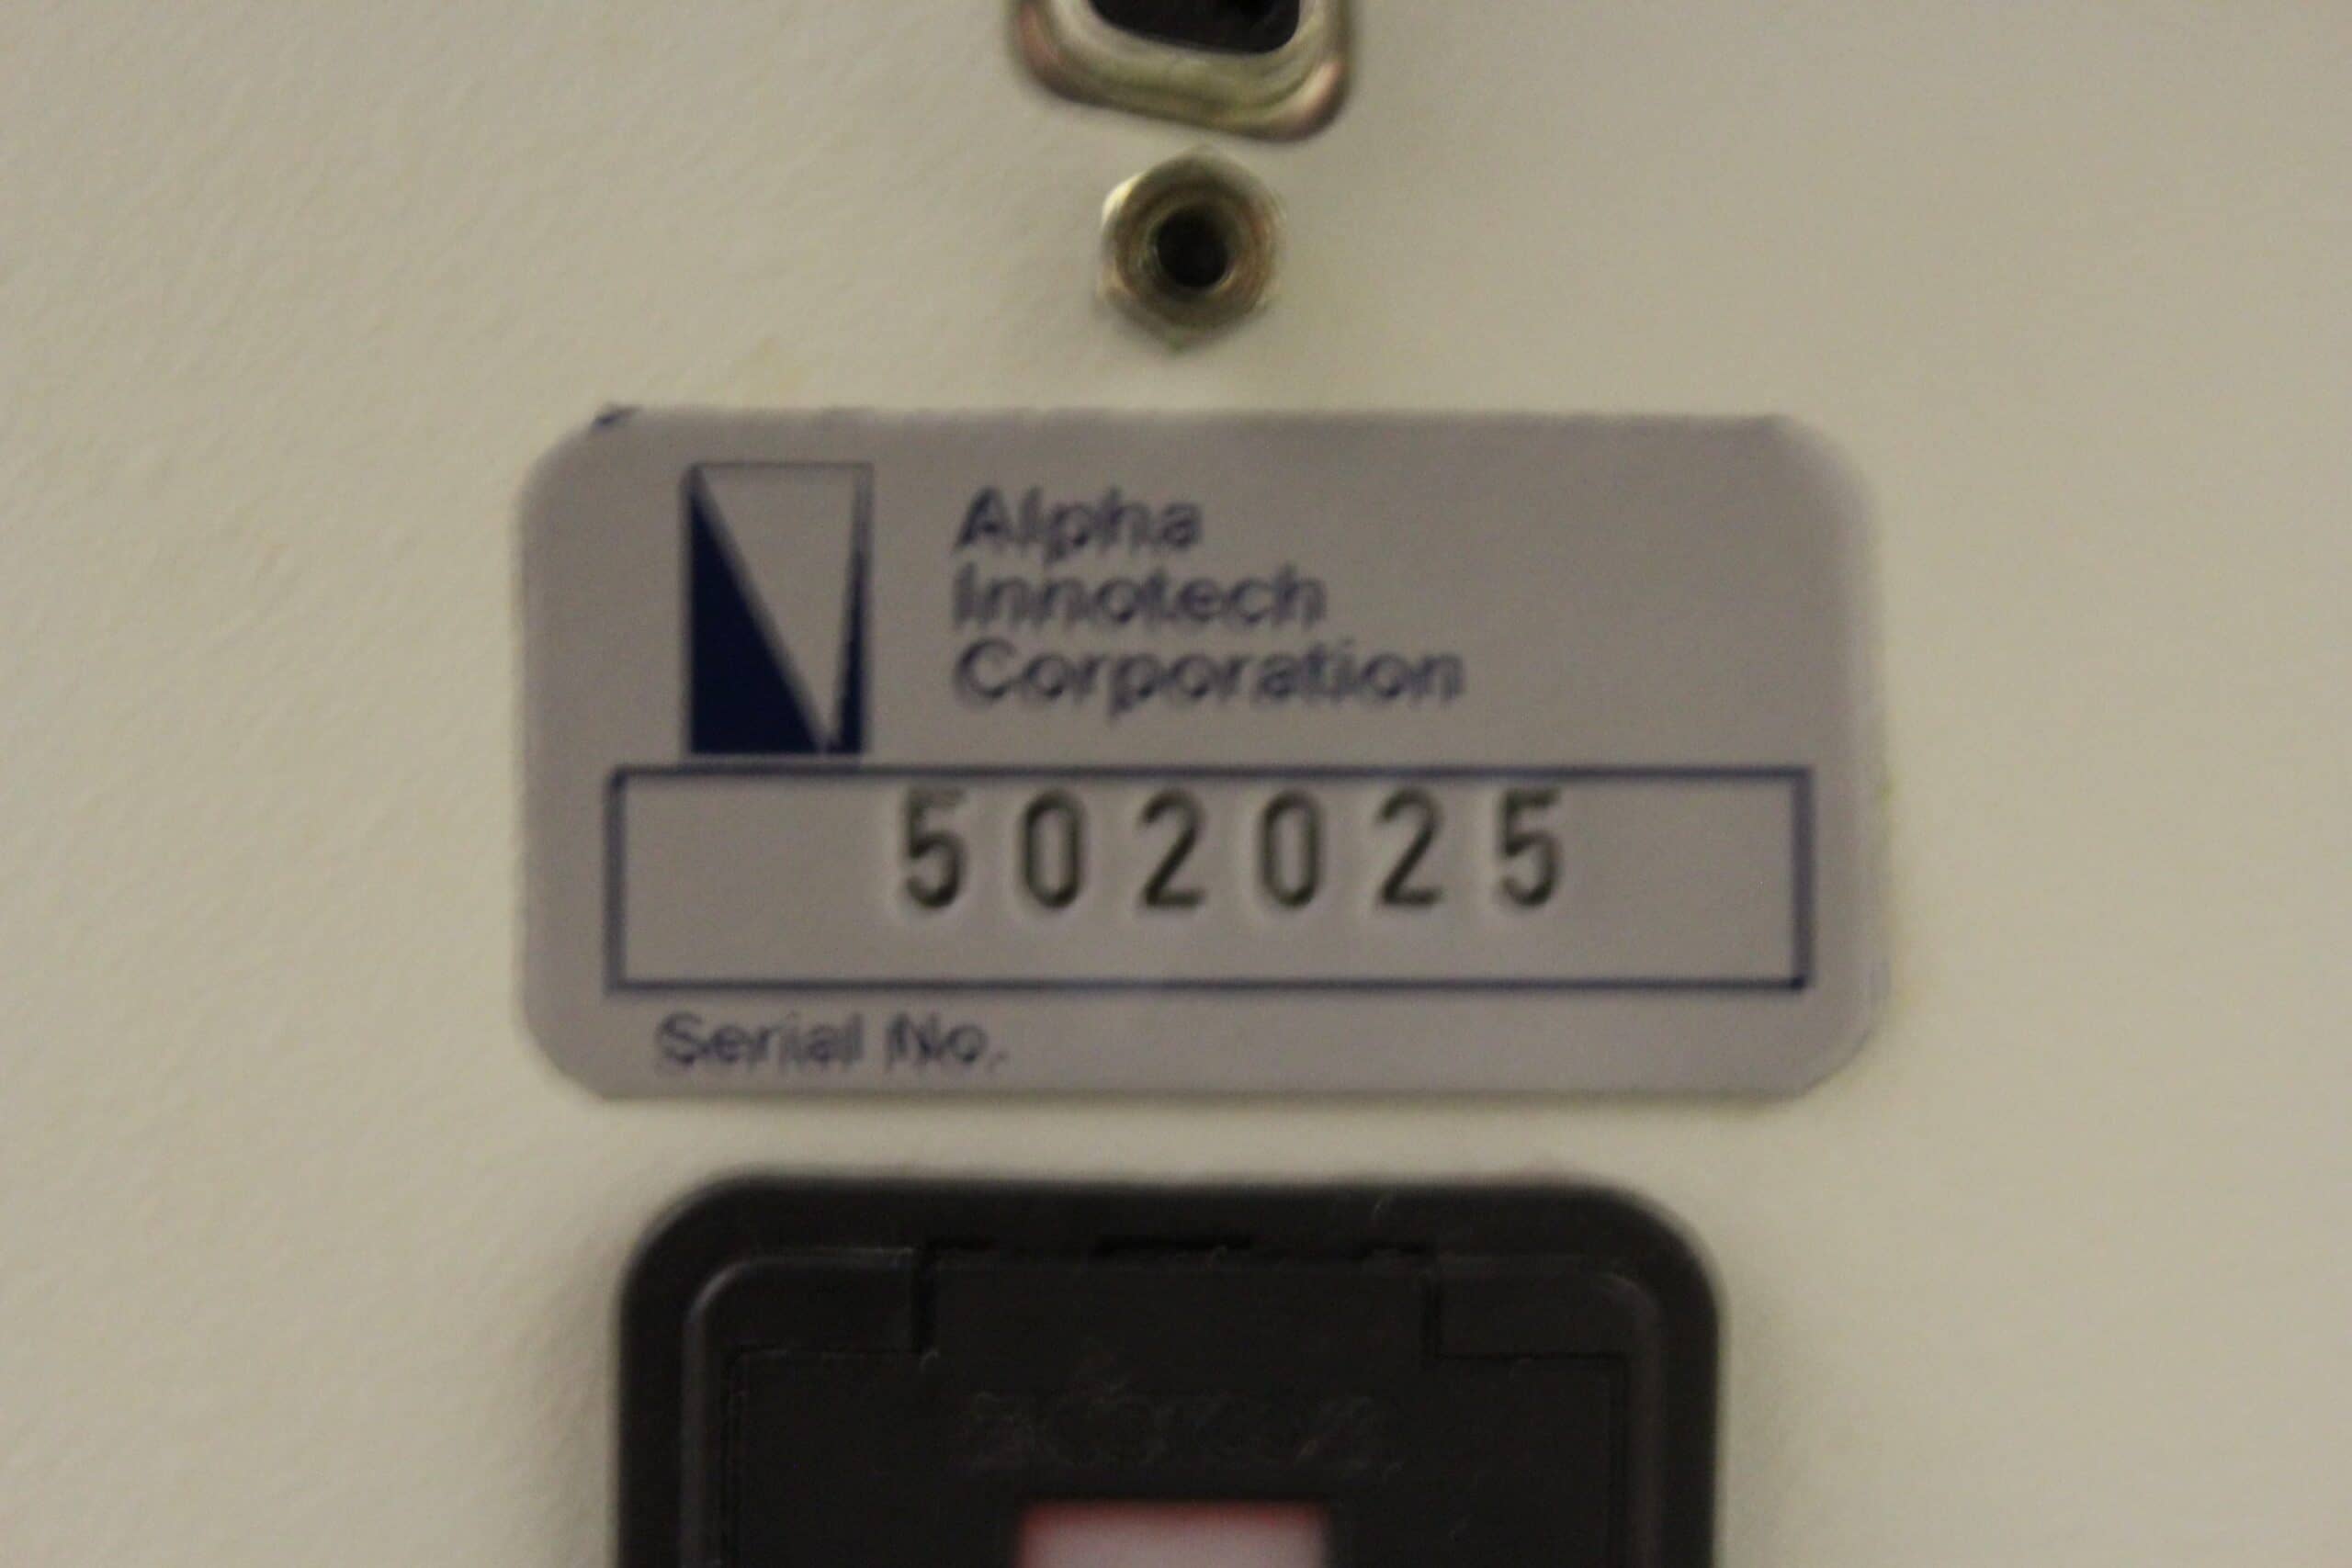 Alpha
Innotech
Corporation
502025
Serial No.